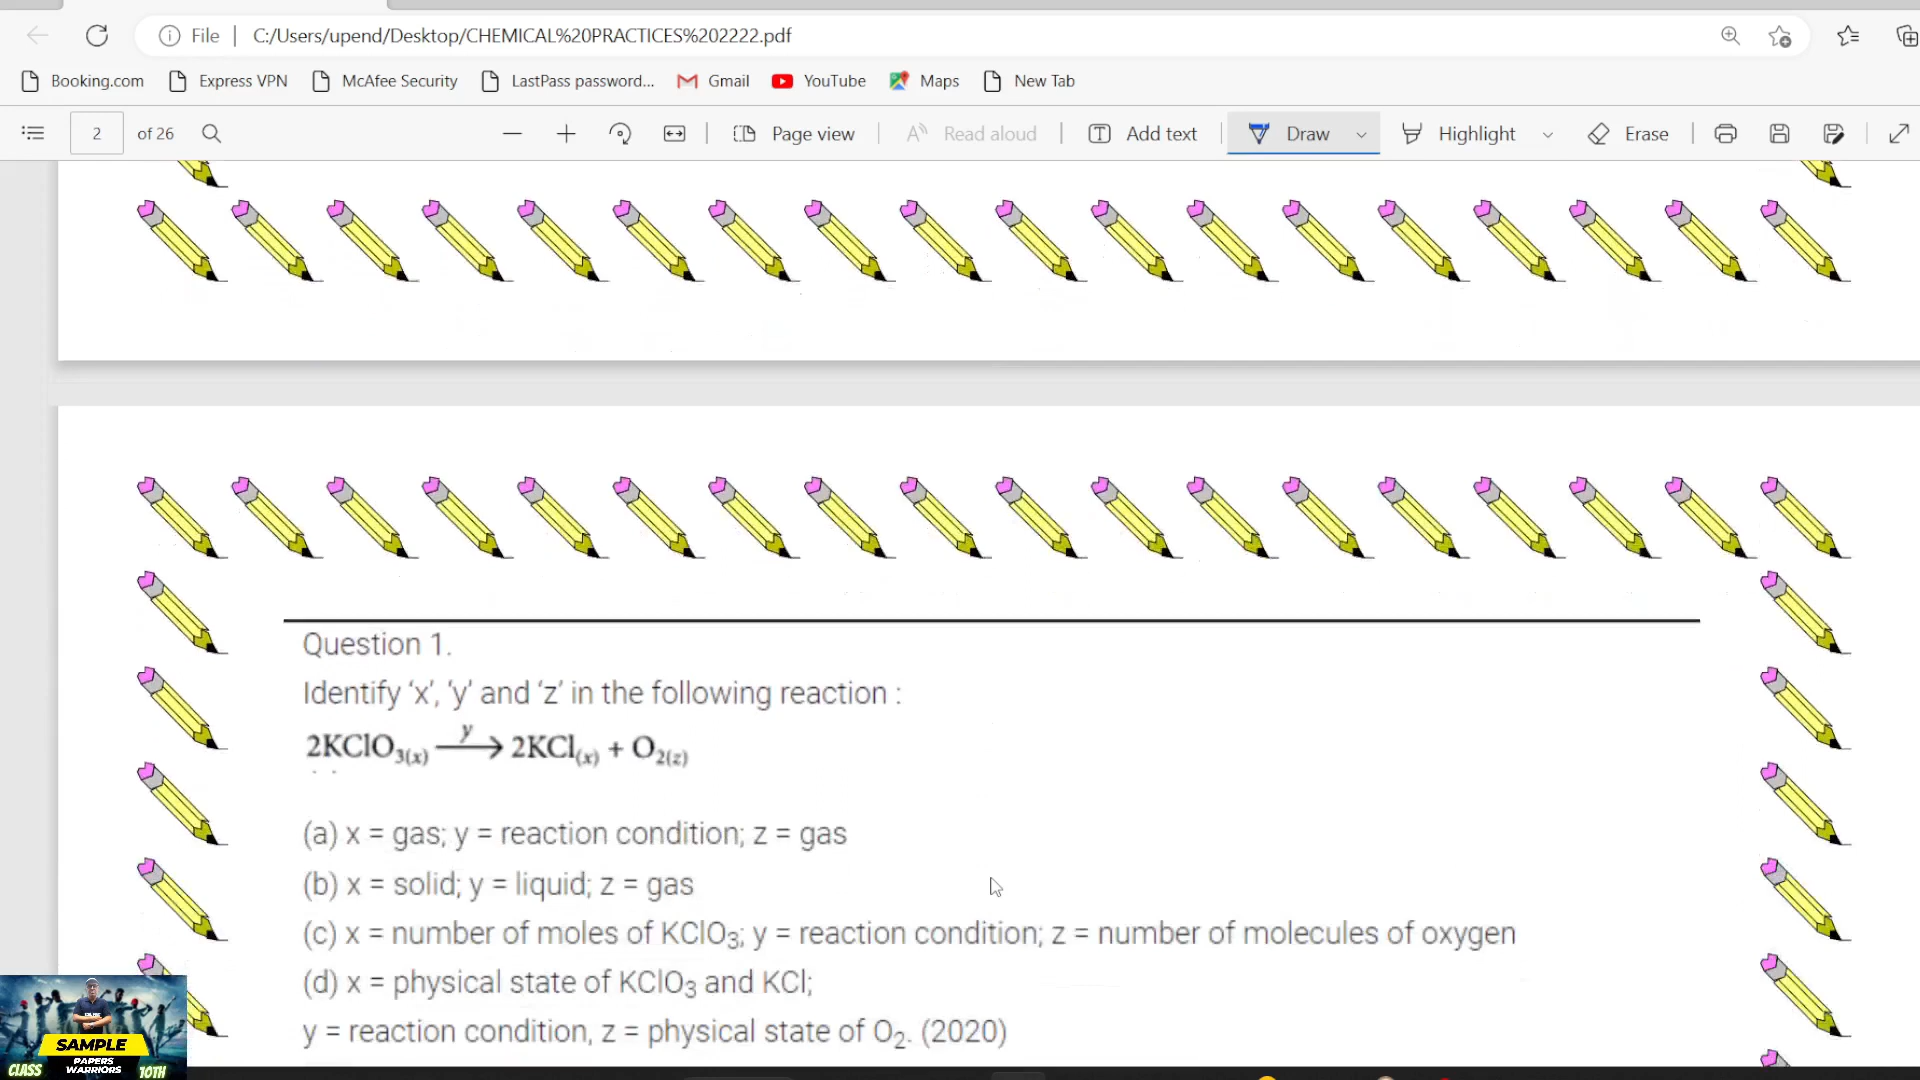 File | C:/Users/upend/Desktop/CHEMICAL%20PRACTICES%202222.pdf
Booking.com Express VPN McAfee Security LastPass password... Gmail YouTube Maps New Tab
2 of 26 Page view Read aloud Add text Draw Highlight Erase
Question 1.
Identify ‘x’, ‘y’ and ‘z’ in the following reaction :
2KClO₃(x) —y→ 2KCl(x) + O₂(z)
(a) x = gas; y = reaction condition; z = gas
(b) x = solid; y = liquid; z = gas
(c) x = number of moles of KClO₃; y = reaction condition; z = number of molecules of oxygen
(d) x = physical state of KClO₃ and KCl;
y = reaction condition, z = physical state of O₂. (2020)
SAMPLE
PAPERS
WARRIORS
CLASS 10TH